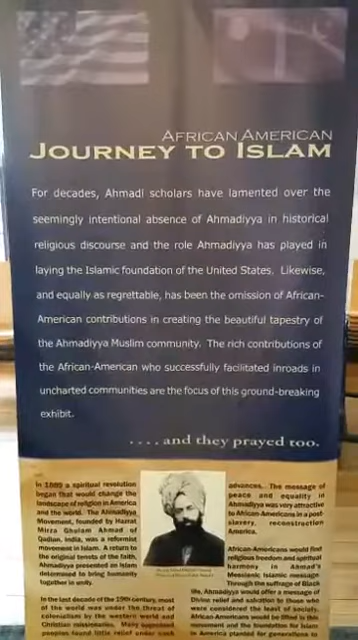 AFRICAN AMERICAN
JOURNEY TO ISLAM
For decades, Ahmadi scholars have lamented over the
seemingly intentional absence of Ahmadiyya in historical
religious discourse and the role Ahmadiyya has played in
laying the Islamic foundation of the United States. Likewise,
and equally as regrettable, has been the omission of African-
American contributions in creating the beautiful tapestry of
the Ahmadiyya Muslim community. The rich contributions of
the African-American who successfully facilitated inroads in
uncharted communities are the focus of this ground-breaking
exhibit.
. . . . and they prayed too.
In 1889 a spiritual revolution
began that would change the
landscape of religion in America
and the world. The Ahmadiyya
Movement, founded by Hazrat
Mirza Ghulam Ahmad of
Qadian, India, was a reformist
movement in Islam. A return to
the original tenets of the faith,
Ahmadiyya presented an Islam
determined to bring humanity
together in unity.
In the last decade of the 19th century, most
of the world was under the threat of
colonialism by the western world and
Christian missionaries. Many oppressed
peoples found little relief under such
advances. The message of
peace and equality in
Ahmadiyya was very attractive
to African-Americans in a post-
slavery, reconstruction
America.
African-Americans would find
religious freedom and spiritual
harmony in Ahmad's
Messianic Islamic message.
Through the suffrage of Black
life, Ahmadiyya would offer a message of
Divine relief and salvation to those who
were considered the least of society.
African-Americans would be lifted in this
movement and the foundation for Islam
in America planted for generations to